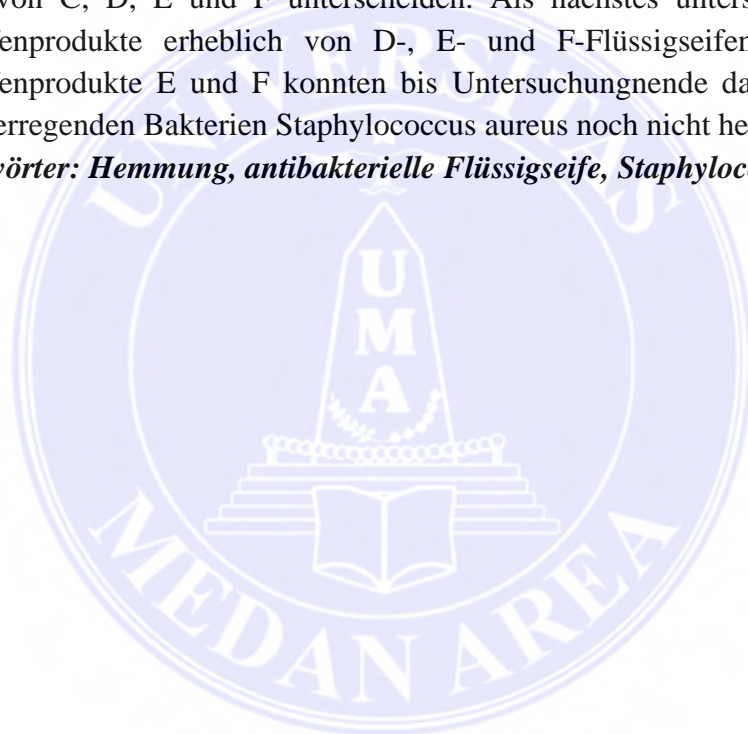 von C, D, E und F unterscheiden. Als nächstes unters
enprodukte erheblich von D-, E- und F-Flüssigseifen
enprodukte E und F konnten bis Untersuchungnende da
erregenden Bakterien Staphylococcus aureus noch nicht he
wörter: Hemmung, antibakterielle Flüssigseife, Staphyloc
UNIVERSITAS
UMA
MEDAN AREA